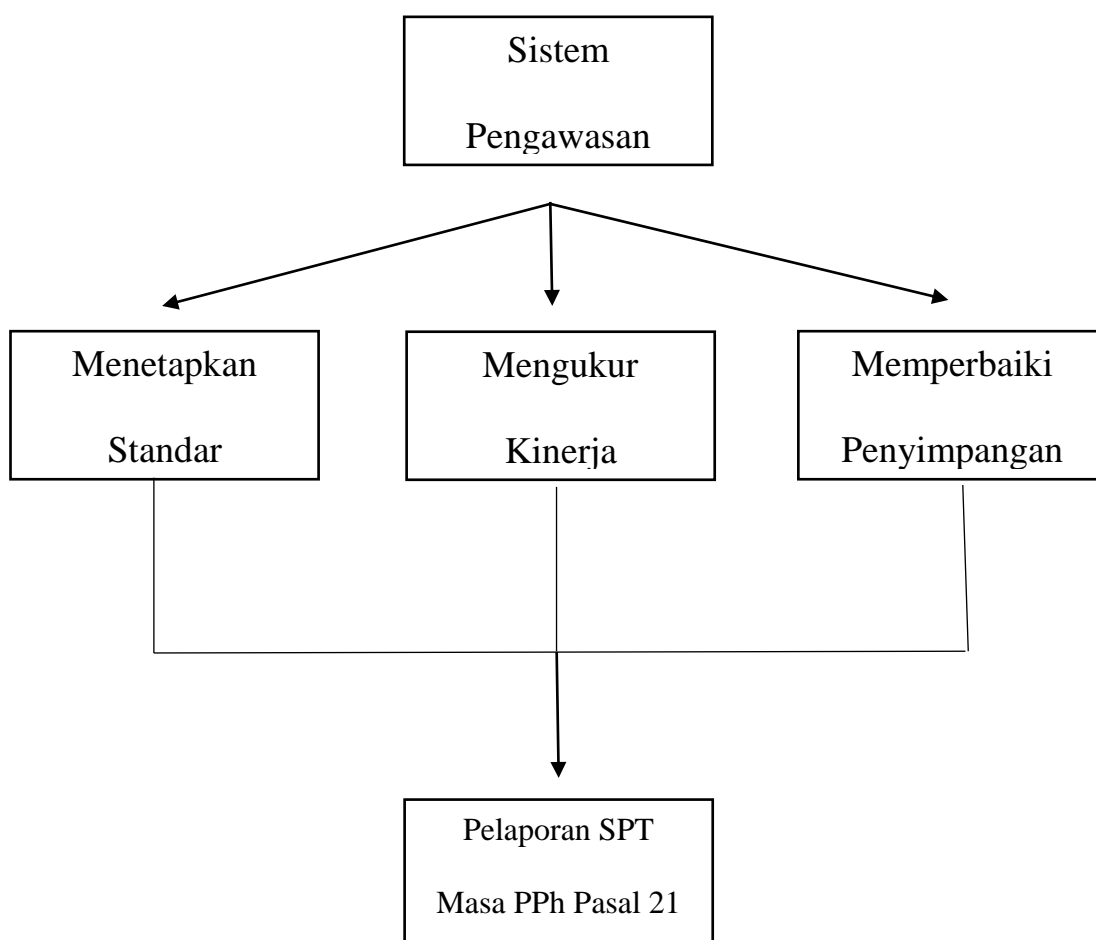 Sistem
Pengawasan
Menetapkan
Standar
Mengukur
Kinerja
Memperbaiki
Penyimpangan
Pelaporan SPT
Masa PPh Pasal 21